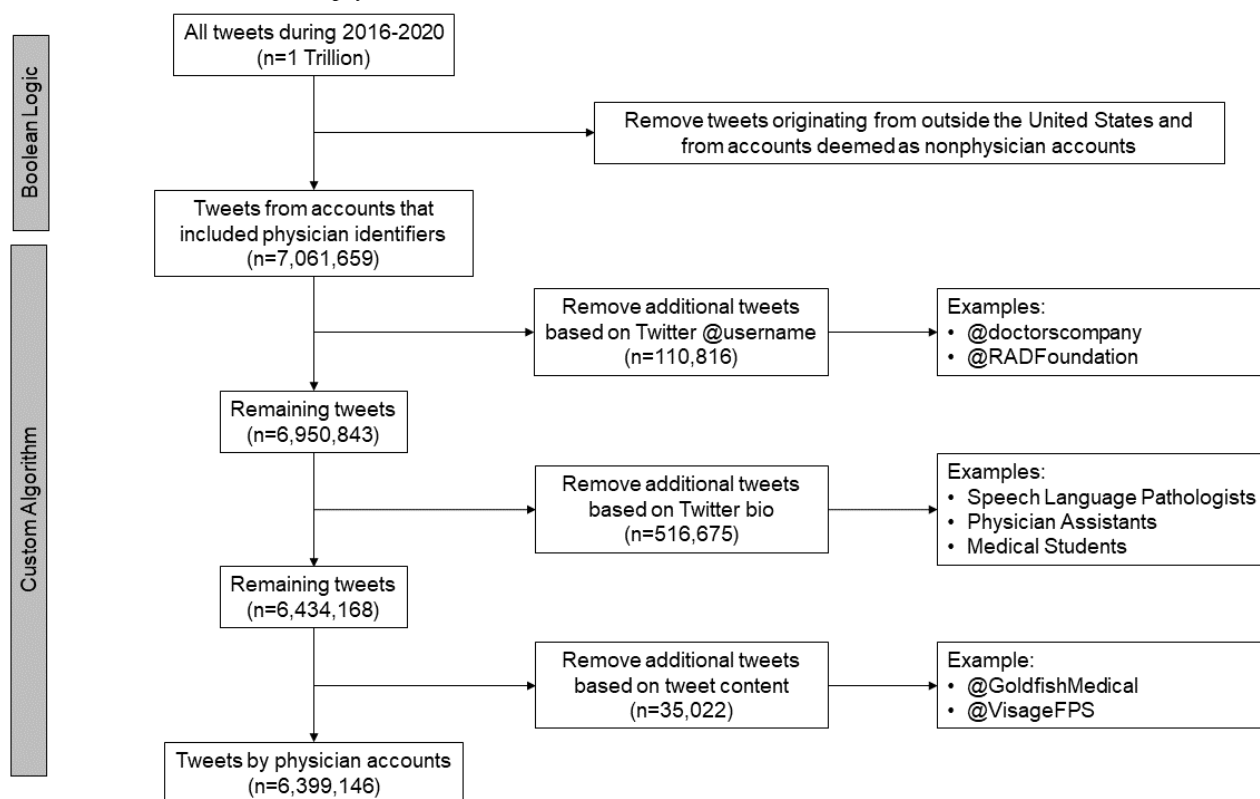 All tweets during 2016-2020
(n=1 Trillion)
Boolean Logic
Remove tweets originating from outside the United States and
from accounts deemed as nonphysician accounts
Tweets from accounts that
included physician identifiers
(n=7,061,659)
Custom Algorithm
Remove additional tweets
based on Twitter @username
(n=110,816)
Examples:
• @doctorscompany
• @RADFoundation
Remaining tweets
(n=6,950,843)
Remove additional tweets
based on Twitter bio
(n=516,675)
Examples:
• Speech Language Pathologists
• Physician Assistants
• Medical Students
Remaining tweets
(n=6,434,168)
Remove additional tweets
based on tweet content
(n=35,022)
Example:
• @GoldfishMedical
• @VisageFPS
Tweets by physician accounts
(n=6,399,146)